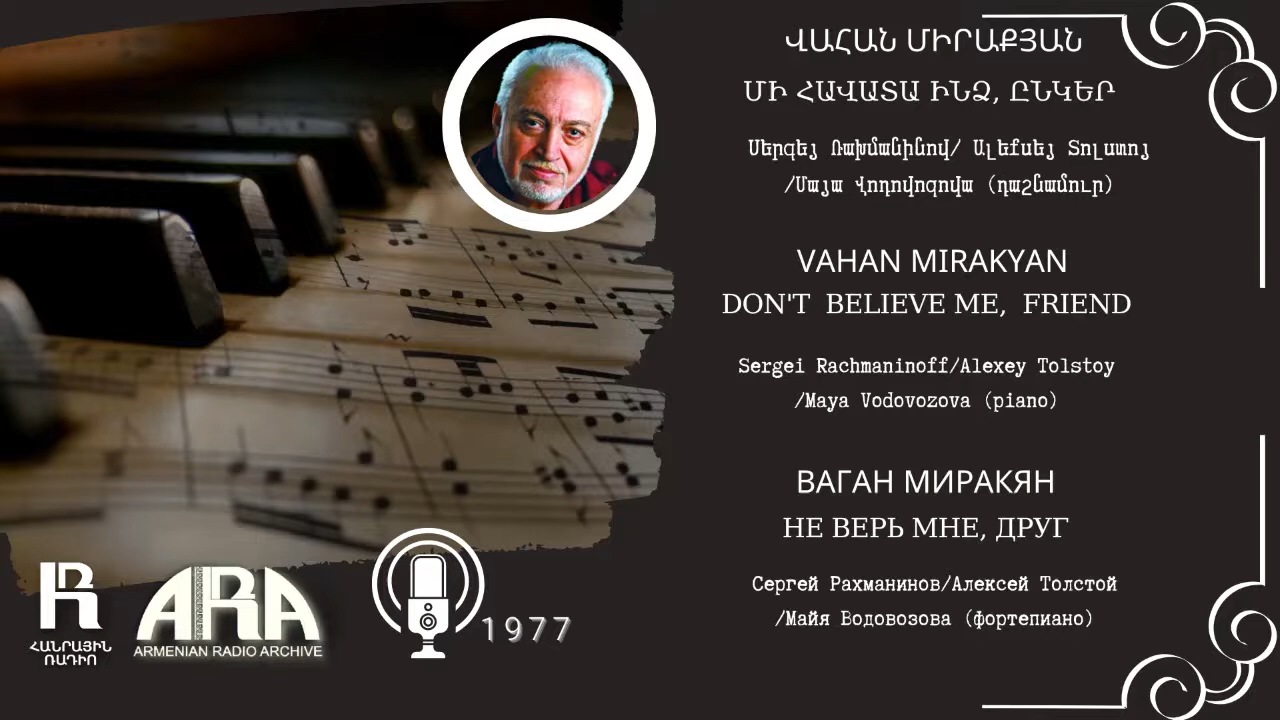 ՎԱՀԱՆ ՄԻՐԱՔՅԱՆ
ՄԻ ՀԱՎԱՏԱ ԻՆՁ, ԸՆԿԵՐ
Սերգեյ Ռախմանինով/ Ալեքսեյ Տոլստոյ
/Մայա Վոդովոզովա (դաշնամուր)
VAHAN MIRAKYAN
DON'T BELIEVE ME, FRIEND
Sergei Rachmaninoff/Alexey Tolstoy
/Maya Vodovozova (piano)
ВАГАН МИРАКЯН
НЕ ВЕРЬ МНЕ, ДРУГ
Сергей Рахманинов/Алексей Толстой
/Майя Водовозова (фортепиано)
ՀԱՆՐԱՅԻՆ
ՌԱԴԻՈ
ARA
ARMENIAN RADIO ARCHIVE
1977